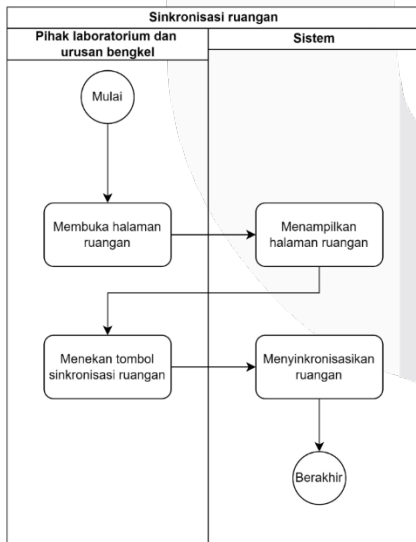 Sinkronisasi ruangan
Pihak laboratorium dan
urusan bengkel
Sistem
Mulai
Membuka halaman
ruangan
Menampilkan
halaman ruangan
Menekan tombol
sinkronisasi ruangan
Menyinkronisasikan
ruangan
Berakhir